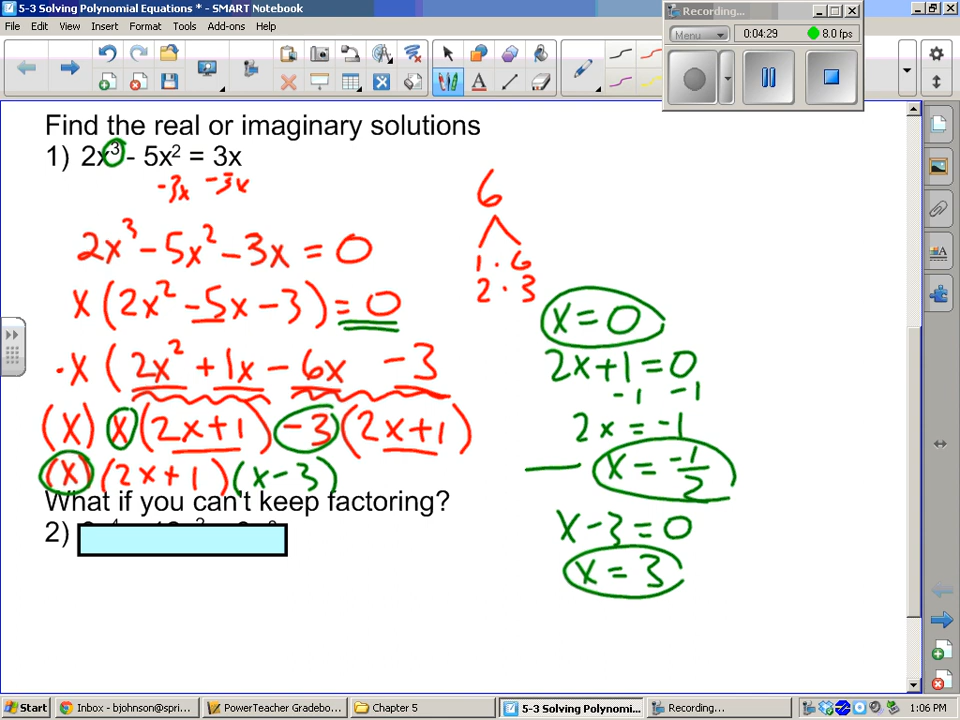 5-3 Solving Polynomial Equations * - SMART Notebook
File Edit View Insert Format Tools Add-ons Help
Recording...
Menu 0:04:29 8.0 fps
Find the real or imaginary solutions
1) 2x³ - 5x² = 3x
-3x -3x
2x³ - 5x² - 3x = 0
x (2x² - 5x - 3) = 0
·x (2x² + 1x - 6x - 3
(x) x (2x + 1) - 3 (2x + 1)
(x) (2x + 1) (x - 3)
6
1 · 6
2 · 3
x = 0
2x + 1 = 0
-1 -1
2x = -1
x = -1/2
x - 3 = 0
x = 3
What if you can't keep factoring?
2)
Start Inbox - bjohnson@spri... PowerTeacher Gradebo... Chapter 5 5-3 Solving Polynomi... Recording... 1:06 PM